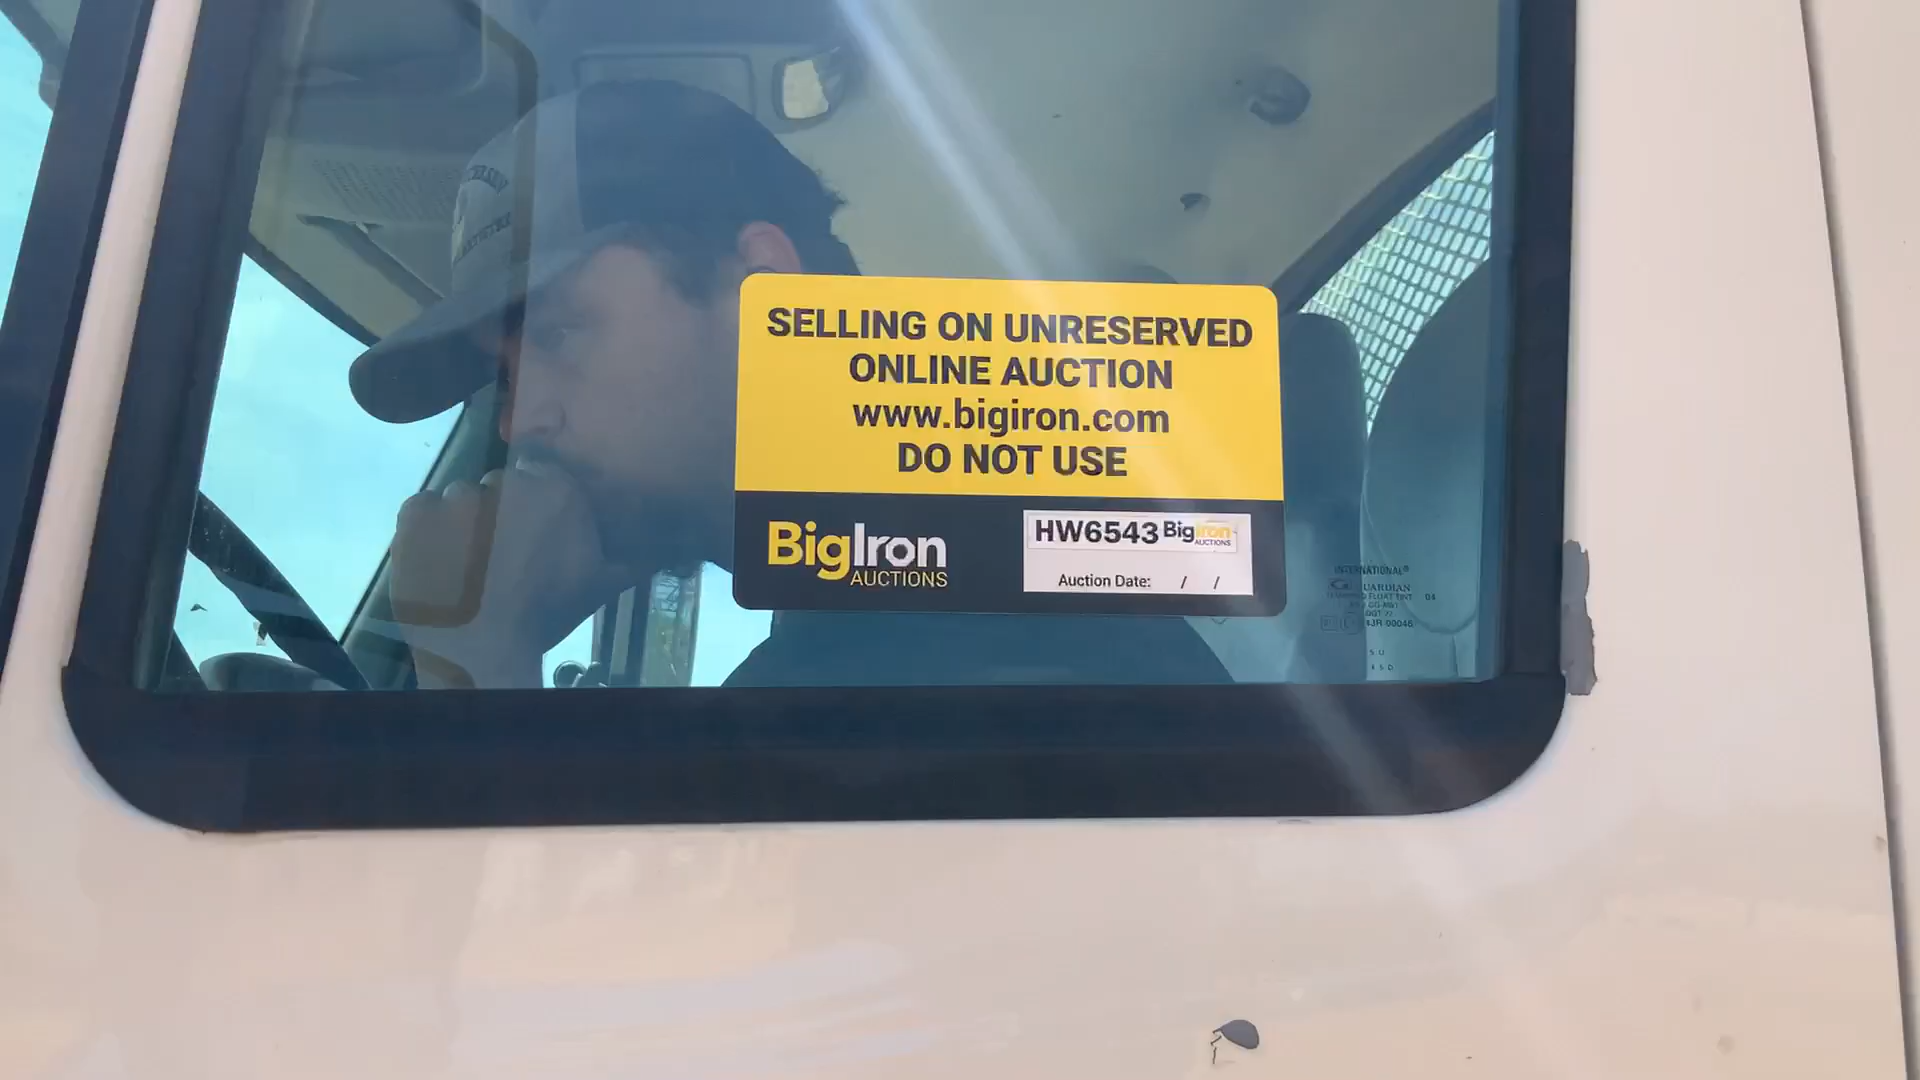 SELLING ON UNRESERVED
ONLINE AUCTION
www.bigiron.com
DO NOT USE
BigIron
AUCTIONS
HW6543 BigIron
AUCTIONS
Auction Date: / /
INTERNATIONAL®
GUARDIAN